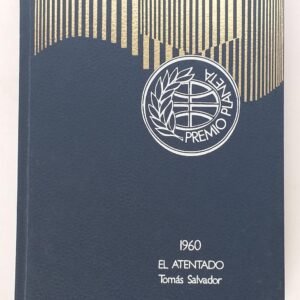 PREMIO PLANETA
1960
EL ATENTADO
Tomás Salvador